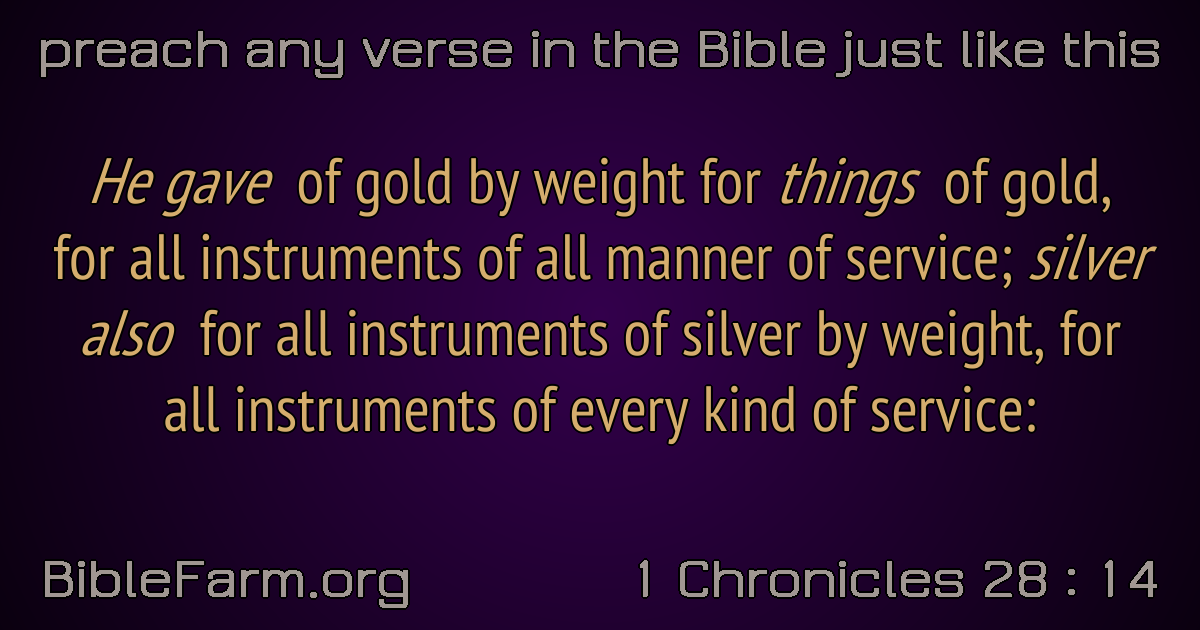 preach any verse in the Bible just like this
He gave of gold by weight for things of gold,
for all instruments of all manner of service; silver
also for all instruments of silver by weight, for
all instruments of every kind of service:
BibleFarm.org
1 Chronicles 28 : 14